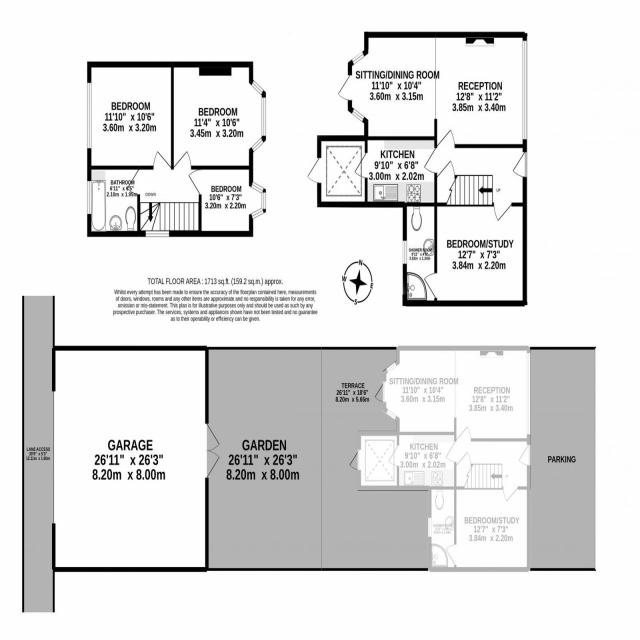 BEDROOM
11'10" x 10'6"
3.60m x 3.20m
BEDROOM
11'4" x 10'6"
3.45m x 3.20m
BATHROOM
6'11" x 6'5"
DOWN
BEDROOM
10'6" x 7'3"
3.20m x 2.20m
SITTING/DINING ROOM
11'10" x 10'4"
3.60m x 3.15m
RECEPTION
12'8" x 11'2"
3.85m x 3.40m
KITCHEN
9'10" x 6'8"
3.00m x 2.02m
UP
SHOWER ROOM
BEDROOM/STUDY
12'7" x 7'3"
3.84m x 2.20m
N
E
S
W
TOTAL FLOOR AREA : 1713 sq.ft. (159.2 sq.m.) approx.
Whilst every attempt has been made to ensure the accuracy of the floorplan contained here, measurements
of doors, windows, rooms and any other items are approximate and no responsibility is taken for any error,
omission or mis-statement. This plan is for illustrative purposes only and should be used as such by any
prospective purchaser. The services, systems and appliances shown have not been tested and no guarantee
as to their operability or efficiency can be given.
LANE ACCESS
GARAGE
26'11" x 26'3"
8.20m x 8.00m
GARDEN
26'11" x 26'3"
8.20m x 8.00m
TERRACE
26'11" x 18'6"
8.20m x 5.65m
SITTING/DINING ROOM
11'10" x 10'4"
3.60m x 3.15m
RECEPTION
12'8" x 11'2"
3.85m x 3.40m
KITCHEN
9'10" x 6'8"
3.00m x 2.02m
UP
BEDROOM/STUDY
12'7" x 7'3"
3.84m x 2.20m
PARKING